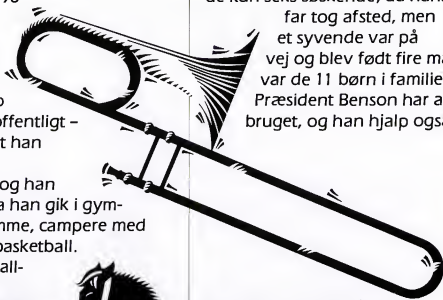 offentligt –
t han
og han
a han gik i gym-
mme, campere med
basketball.
all-
de kun seks søskende, da hans
far tog afsted, men
et syvende var på
vej og blev født fire må
var de 11 børn i familie
Præsident Benson har a
bruget, og han hjalp også